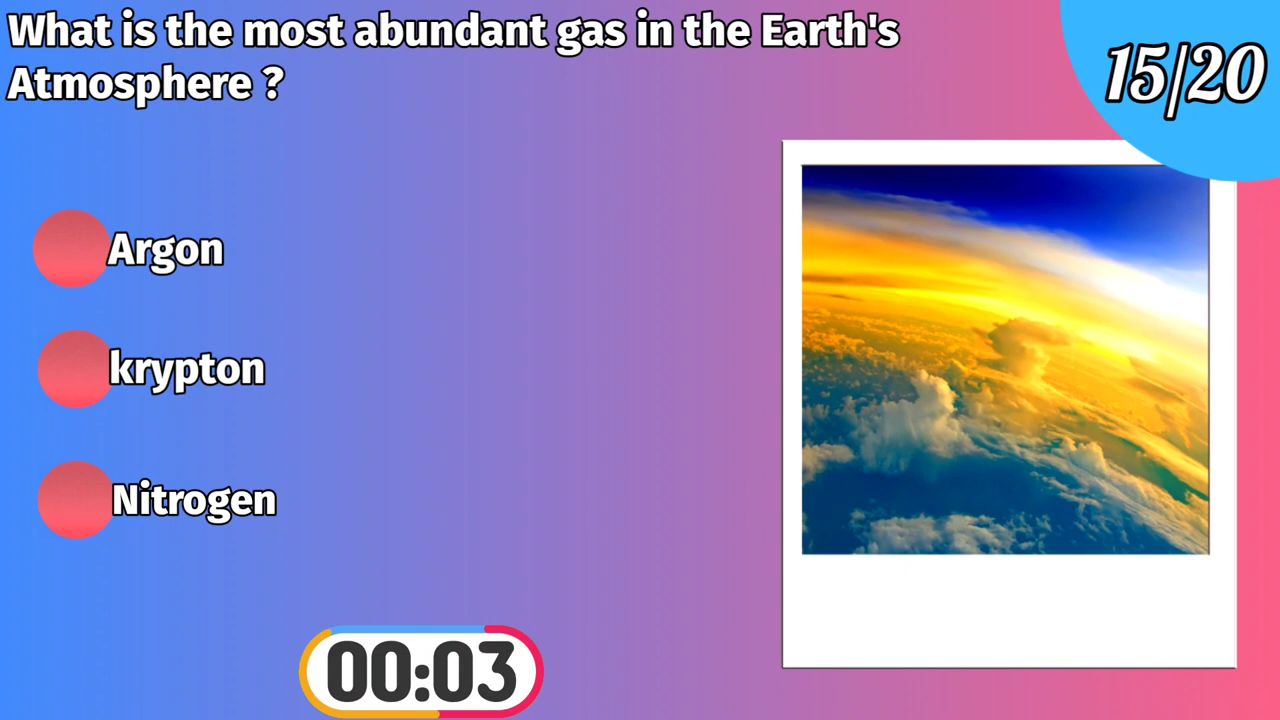 What is the most abundant gas in the Earth's
Atmosphere ?
15/20
Argon
krypton
Nitrogen
00:03